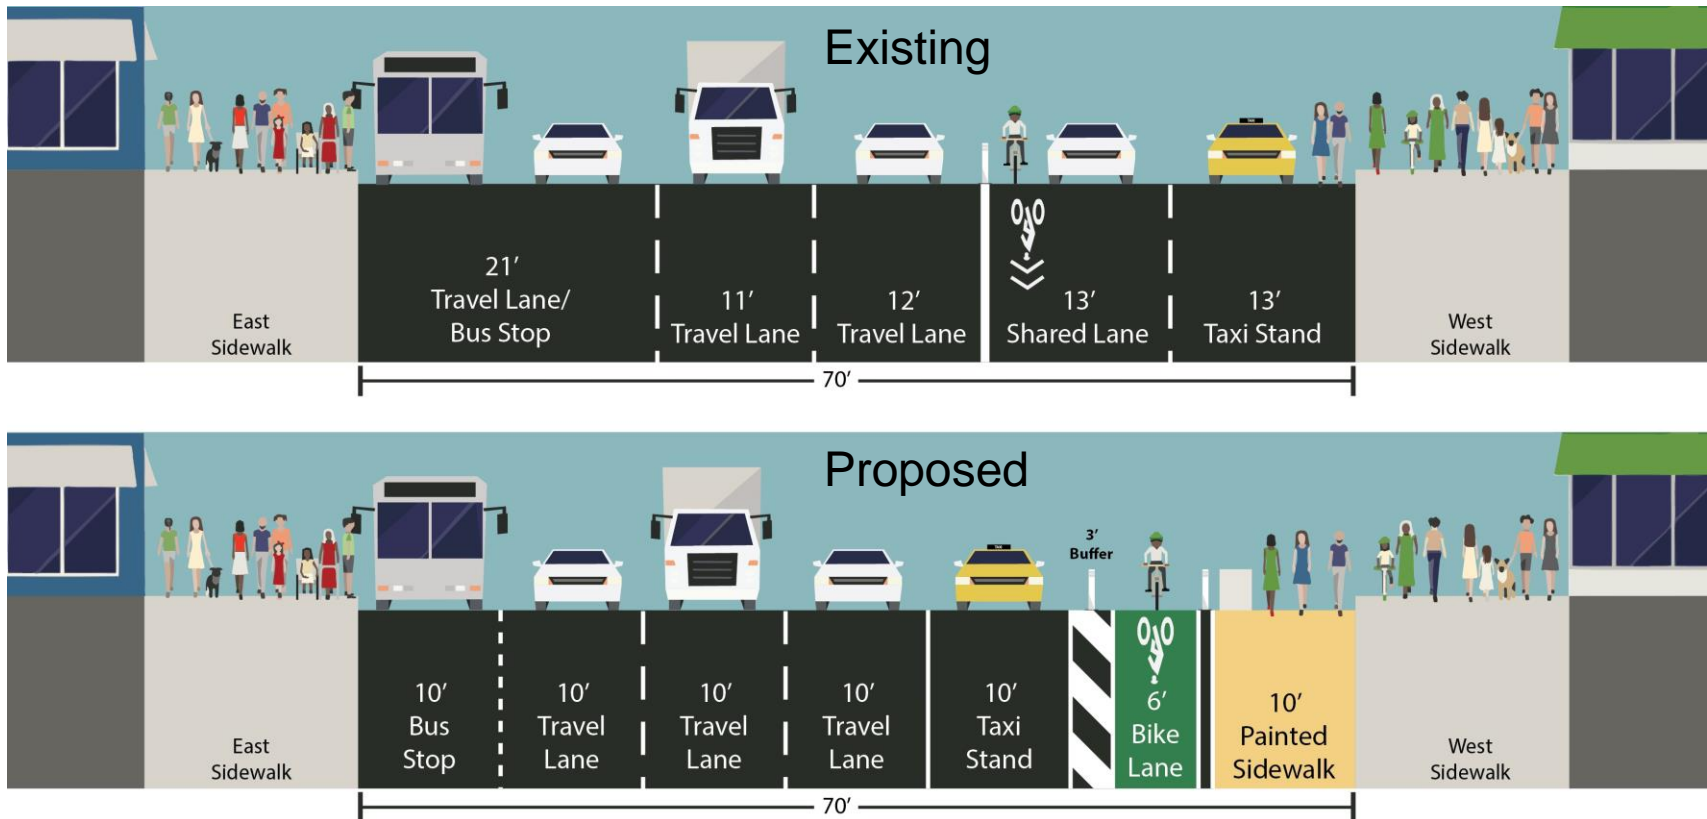 Existing
TAXI
21’
Travel Lane/
Bus Stop
11’
Travel Lane
12’
Travel Lane
13’
Shared Lane
13’
Taxi Stand
East
Sidewalk
West
Sidewalk
70’
Proposed
TAXI
3’
Buffer
10’
Bus
Stop
10’
Travel
Lane
10’
Travel
Lane
10’
Travel
Lane
10’
Taxi
Stand
6’
Bike
Lane
10’
Painted
Sidewalk
East
Sidewalk
West
Sidewalk
70’